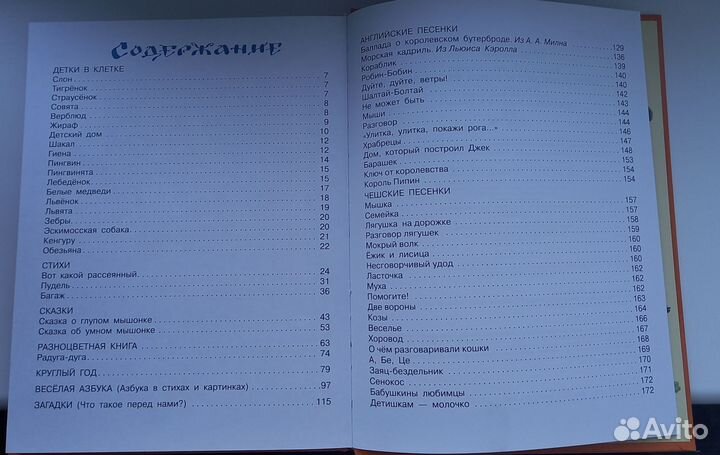 СОДЕРЖАНИЕ
ДЕТКИ В КЛЕТКЕ
Слон 7
Тигрёнок 7
Страусёнок 7
Совята 8
Верблюд 8
Жираф 9
Детский дом 10
Шакал 12
Гиена 12
Пингвин 14
Пингвинята 15
Лебедёнок 15
Белые медведи 17
Львёнок 18
Львята 19
Зебры 20
Эскимосская собака 20
Кенгуру 21
Обезьяна 22
СТИХИ
Вот какой рассеянный 24
Пудель 31
Багаж 36
СКАЗКИ
Сказка о глупом мышонке 43
Сказка об умном мышонке 53
РАЗНОЦВЕТНАЯ КНИГА 63
Радуга-дуга 74
КРУГЛЫЙ ГОД 79
ВЕСЁЛАЯ АЗБУКА (Азбука в стихах и картинках) 97
ЗАГАДКИ (Что такое перед нами?) 115
АНГЛИЙСКИЕ ПЕСЕНКИ
Баллада о королевском бутерброде. Из А. А. Милна 129
Морская кадриль. Из Льюиса Кэролла 136
Кораблик 139
Робин-Бобин 140
Дуйте, дуйте, ветры! 140
Шалтай-Болтай 142
Не может быть 143
Мыши 144
Разговор 144
«Улитка, улитка, покажи рога...» 146
Храбрецы 147
Дом, который построил Джек 148
Барашек 153
Ключ от королевства 154
Король Пипин 154
ЧЕШСКИЕ ПЕСЕНКИ
Мышка 157
Семейка 157
Лягушка на дорожке 158
Разговор лягушек 159
Мокрый волк 160
Ёжик и лисица 160
Несговорчивый удод 160
Ласточка 162
Муха 162
Помогите! 162
Две вороны 163
Козы 164
Веселье 166
Хоровод 167
О чём разговаривали кошки 168
А, Бе, Це 169
Заяц-бездельник 170
Сенокос 171
Бабушкины любимцы 172
Детишкам — молочко 172
Avito